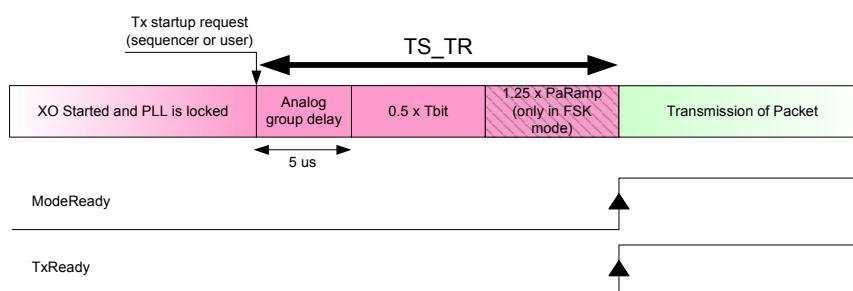 Tx startup request
(sequencer or user)
TS_TR
XO Started and PLL is locked
Analog
group delay
0.5 x Tbit
1.25 x PaRamp
(only in FSK
mode)
Transmission of Packet
5 us
ModeReady
TxReady